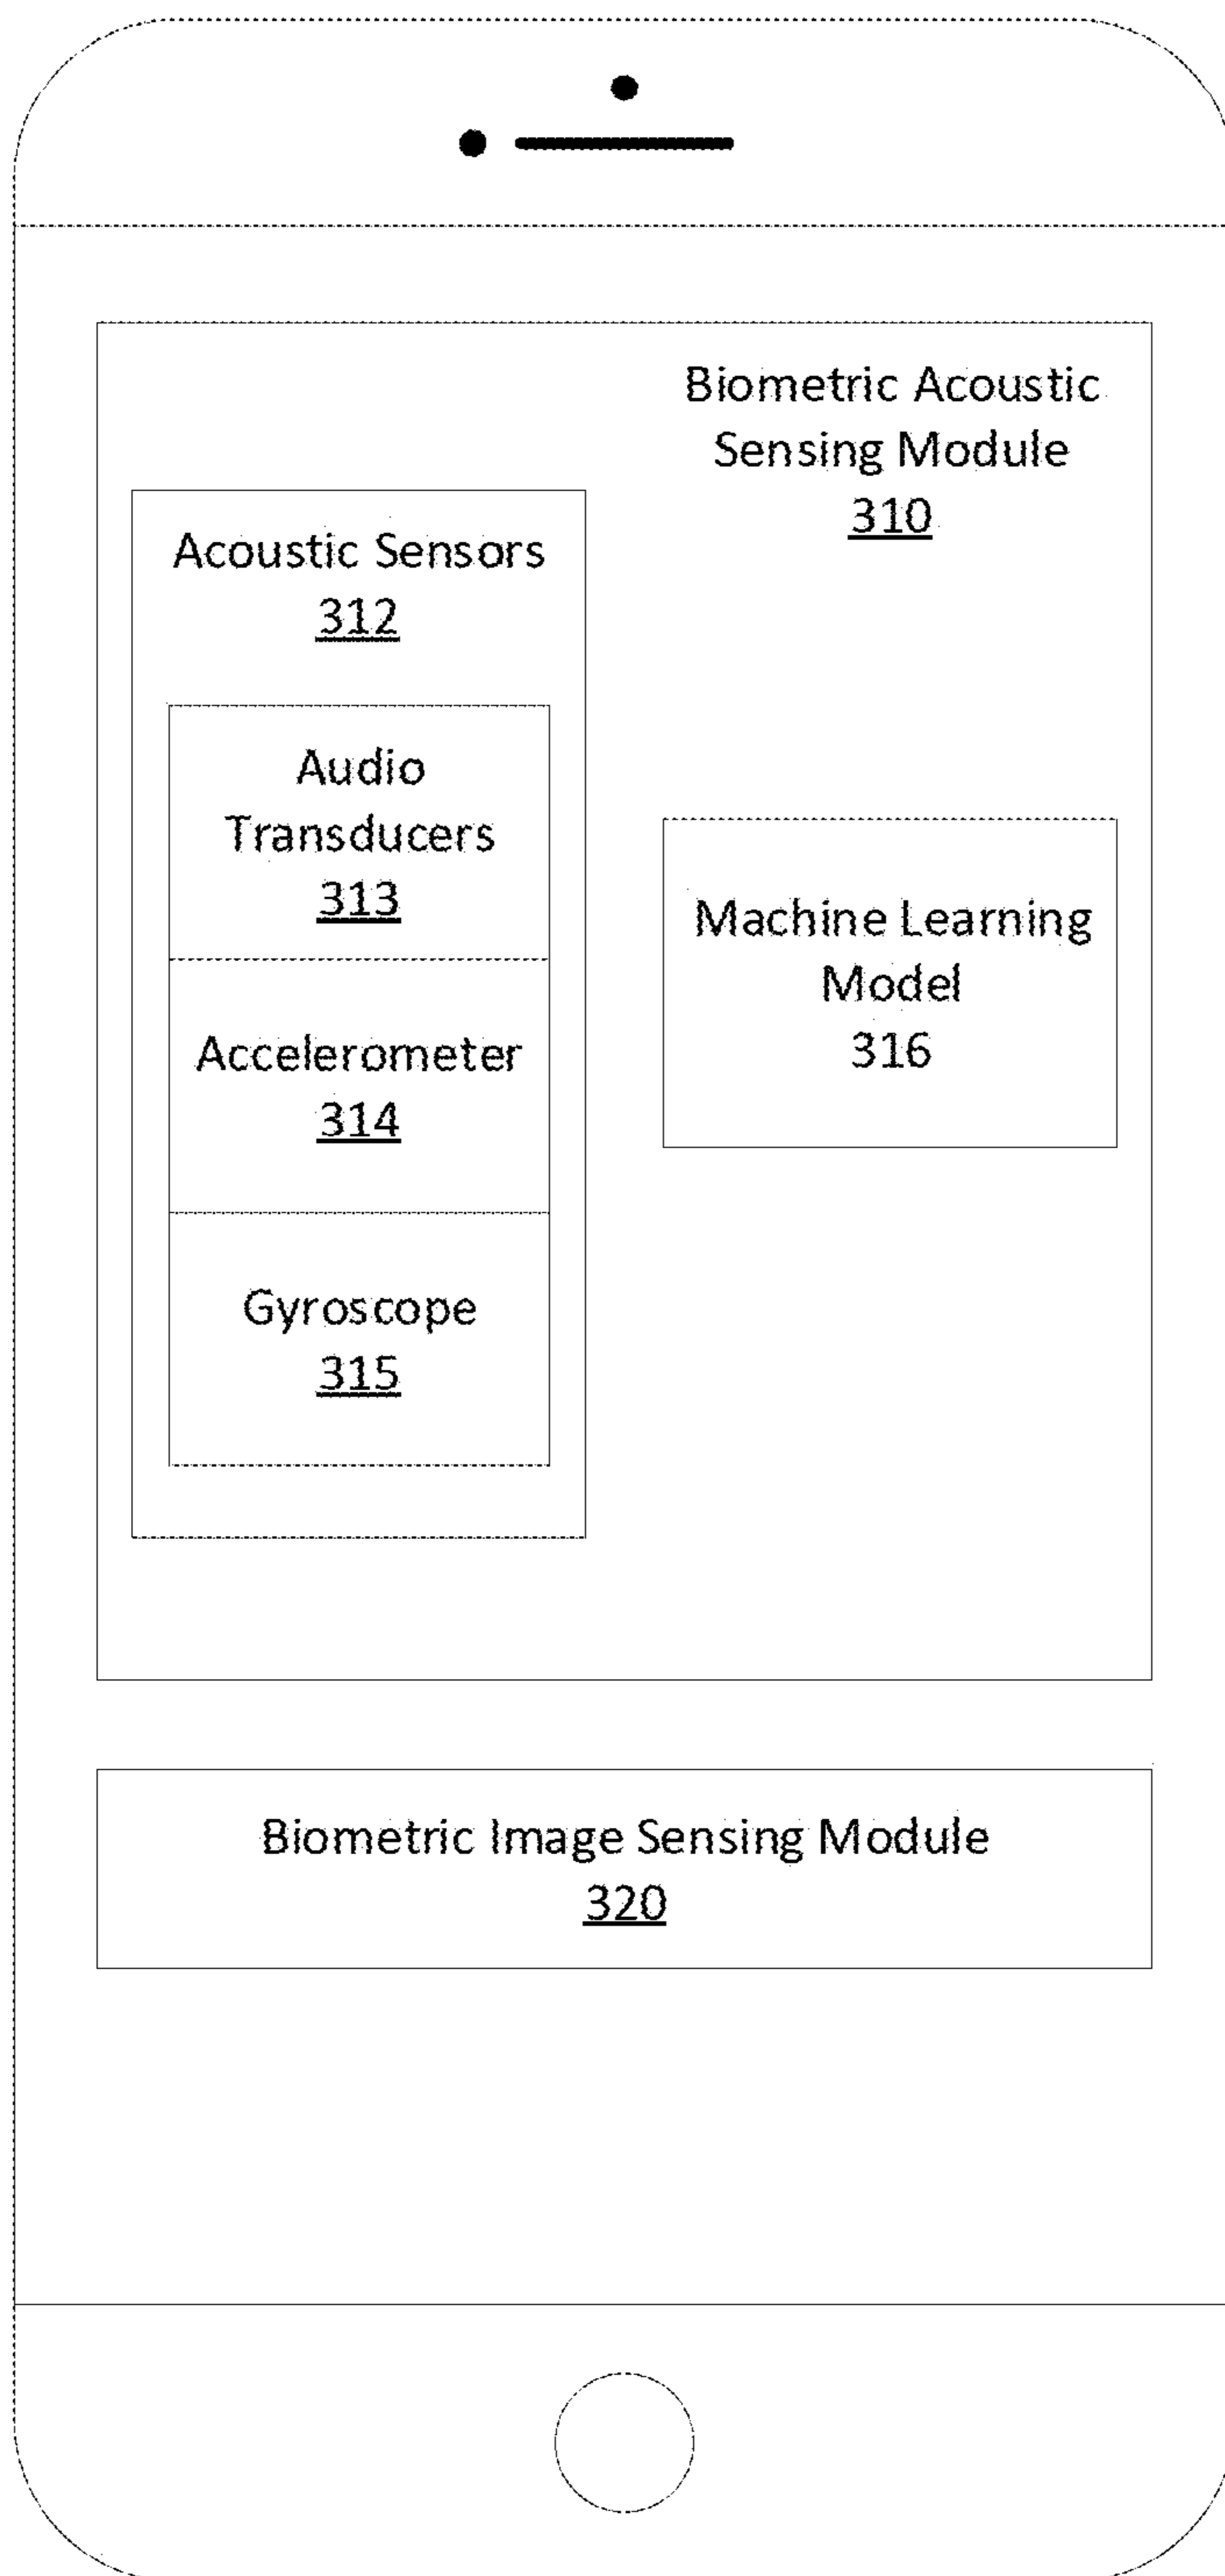 Biometric Acoustic
Sensing Module
310
Acoustic Sensors
312
Audio
Transducers
313
Accelerometer
314
Gyroscope
315
Machine Learning
Model
316
Biometric Image Sensing Module
320